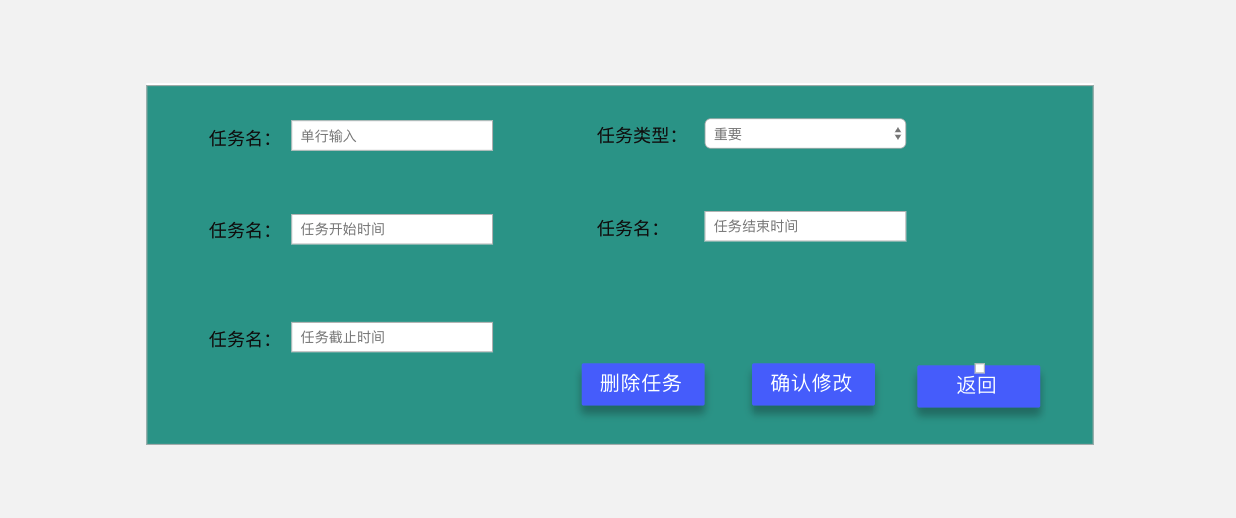 任务名： 单行输入
任务类型： 重要
任务名： 任务开始时间
任务名： 任务结束时间
任务名： 任务截止时间
删除任务
确认修改
返回